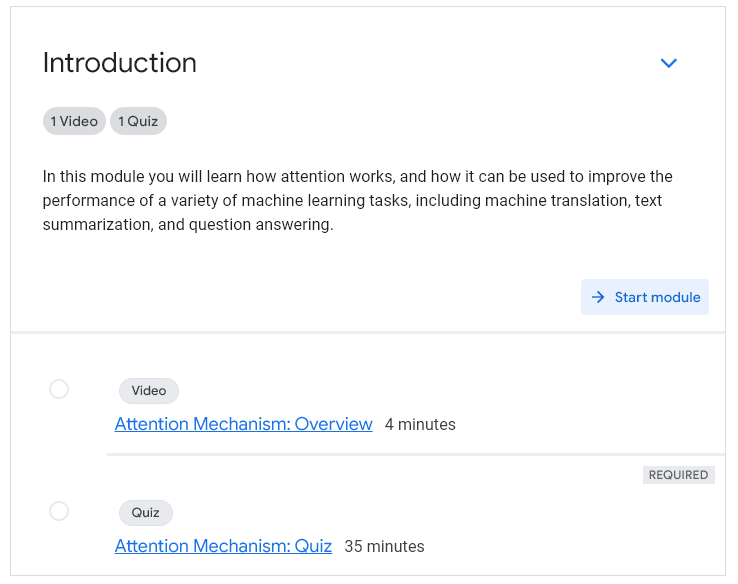 Introduction
1 Video 1 Quiz
In this module you will learn how attention works, and how it can be used to improve the
performance of a variety of machine learning tasks, including machine translation, text
summarization, and question answering.
Start module
Video
Attention Mechanism: Overview 4 minutes
REQUIRED
Quiz
Attention Mechanism: Quiz 35 minutes